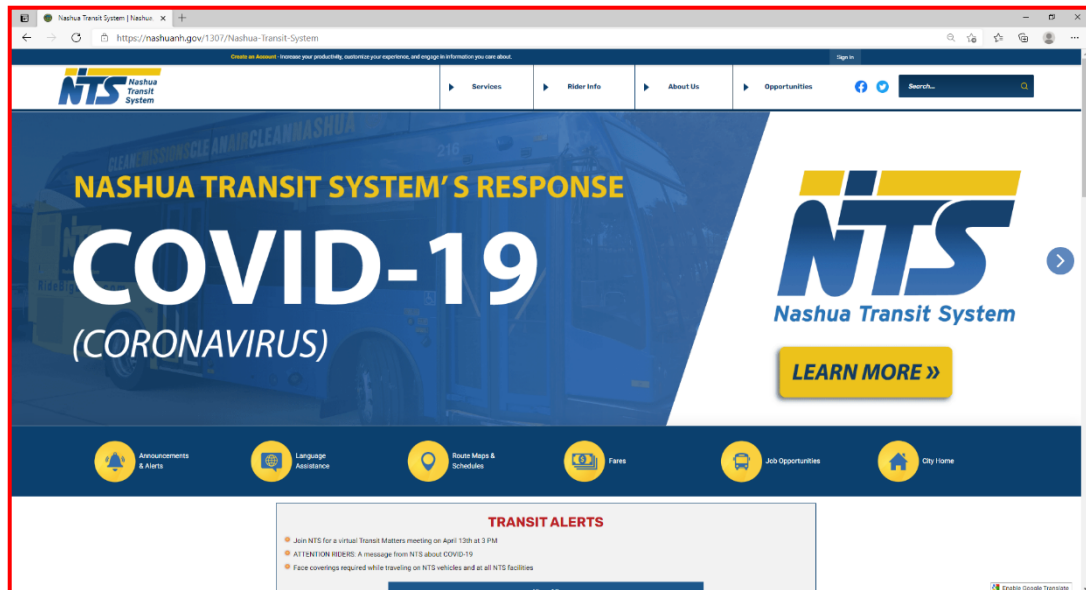 Nashua Transit System | Nashua,
https://nashuanh.gov/1307/Nashua-Transit-System
Create an Account - Increase your productivity, customize your experience, and engage in information you care about.
Sign In
NTS Nashua
Transit
System
Services
Rider Info
About Us
Opportunities
Search...
CLEANEMISSIONSCLEANAIRCLEANNASHUA
216
NASHUA TRANSIT SYSTEM'S RESPONSE
COVID-19
(CORONAVIRUS)
NTS
Nashua Transit System
LEARN MORE »
Announcements
& Alerts
Language
Assistance
Route Maps &
Schedules
Fares
Job Opportunities
City Home
TRANSIT ALERTS
Join NTS for a virtual Transit Matters meeting on April 13th at 3 PM
ATTENTION RIDERS: A message from NTS about COVID-19
Face coverings required while traveling on NTS vehicles and at all NTS facilities
Enable Google Translate